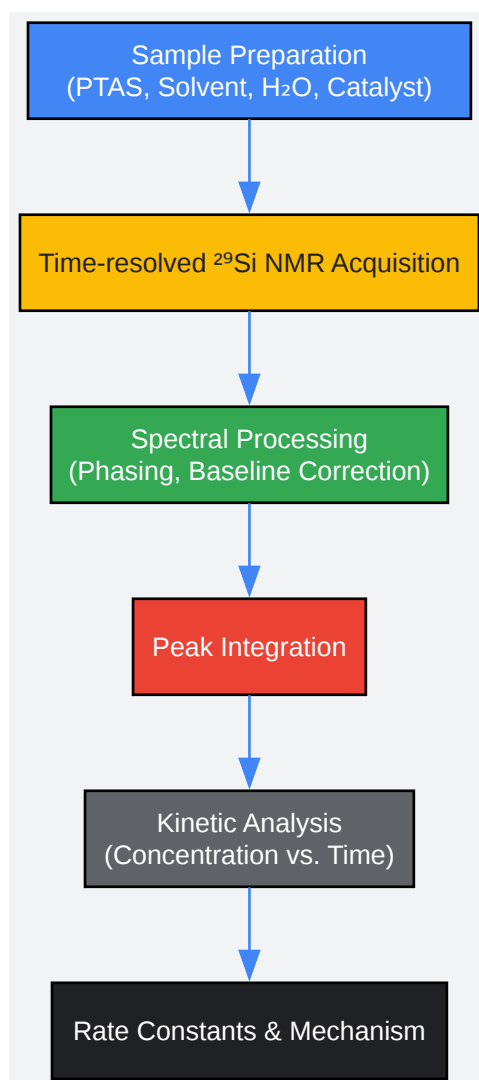 Sample Preparation
(PTAS, Solvent, H₂O, Catalyst)
Time-resolved ²⁹Si NMR Acquisition
Spectral Processing
(Phasing, Baseline Correction)
Peak Integration
Kinetic Analysis
(Concentration vs. Time)
Rate Constants & Mechanism